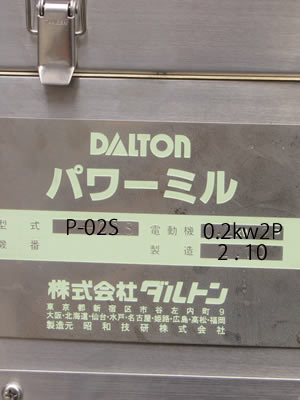 DALTON
パワーミル
型式 P-02S 電動機 0.2kw2P
機番 製造 2.10
株式会社ダルトン
東京都新宿区市谷左内町9
大阪・北海道・仙台・水戸・名古屋・姫路・広島・高松・福岡
製造元 昭和技研株式会社